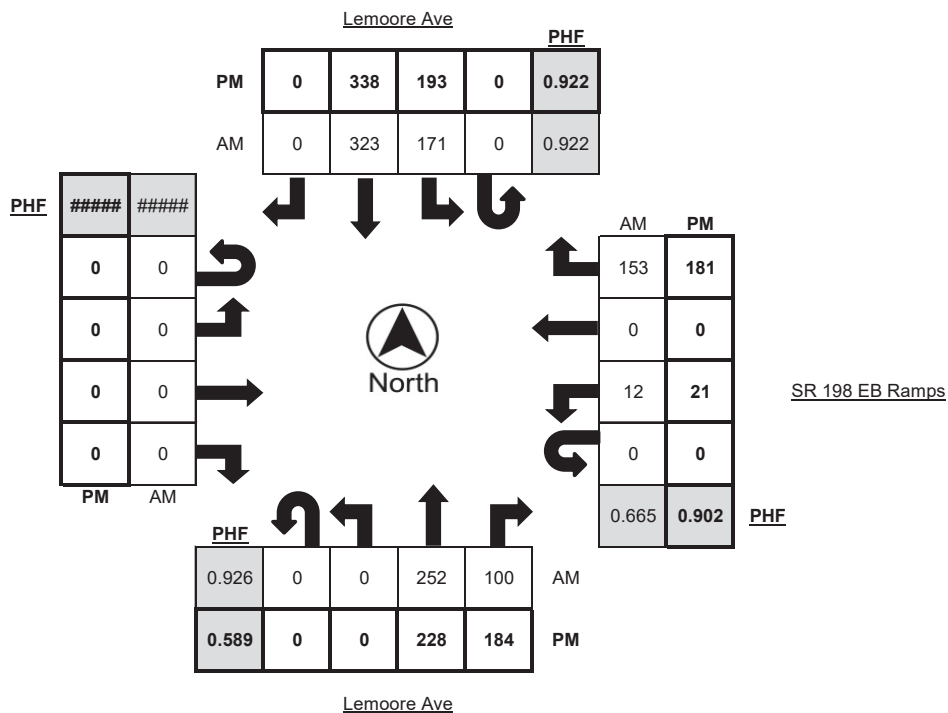 Lemoore Ave
PHF
PM 0 338 193 0 0.922
AM 0 323 171 0 0.922
PHF ##### #####
0 0
0 0
0 0
0 0
PM AM
North
AM PM
153 181
0 0
12 21
0 0
0.665 0.902 PHF
SR 198 EB Ramps
PHF
0.926 0 0 252 100 AM
0.589 0 0 228 184 PM
Lemoore Ave